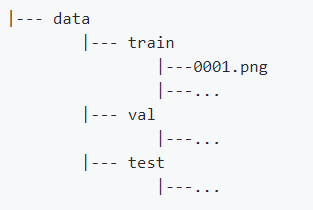 |--- data
       |--- train
              |---0001.png
              |---...
       |--- val
              |---...
       |--- test
              |---...